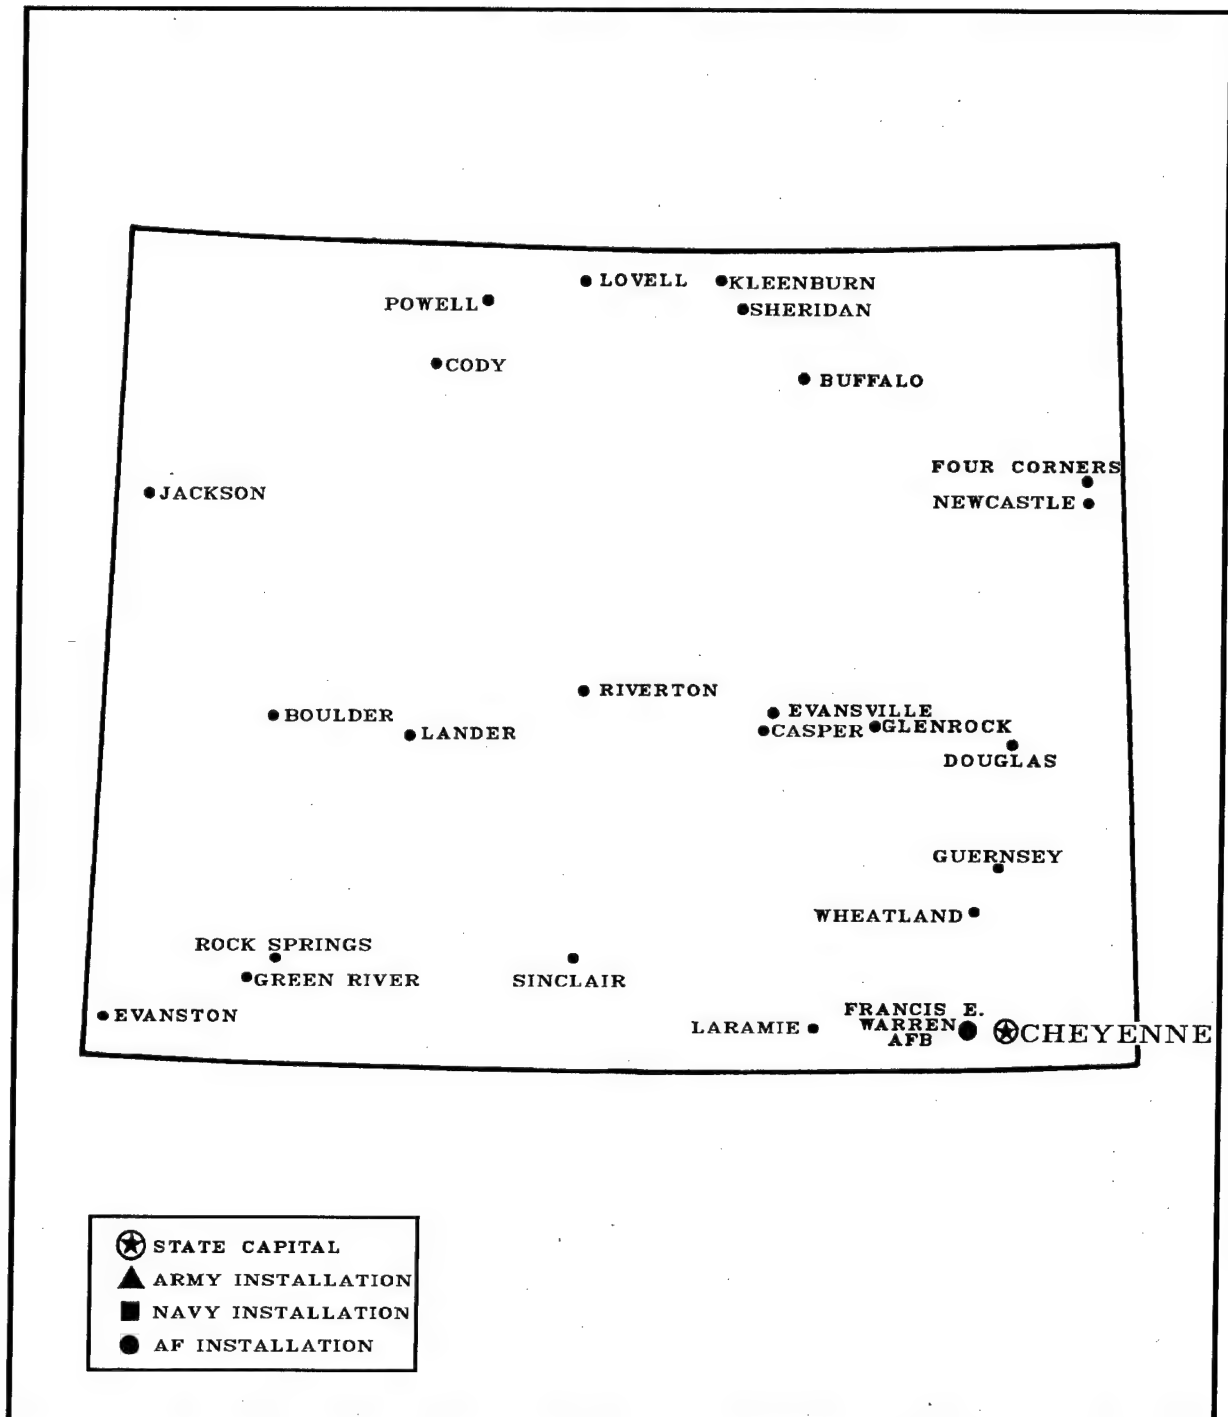 LOVELL
KLEENBURN
POWELL
SHERIDAN
CODY
BUFFALO
FOUR CORNERS
JACKSON
NEWCASTLE
RIVERTON
BOULDER
EVANSVILLE
LANDER
CASPER
GLENROCK
DOUGLAS
GUERNSEY
WHEATLAND
ROCK SPRINGS
GREEN RIVER
SINCLAIR
EVANSTON
LARAMIE
FRANCIS E.
WARREN
AFB
CHEYENNE
STATE CAPITAL
ARMY INSTALLATION
NAVY INSTALLATION
AF INSTALLATION